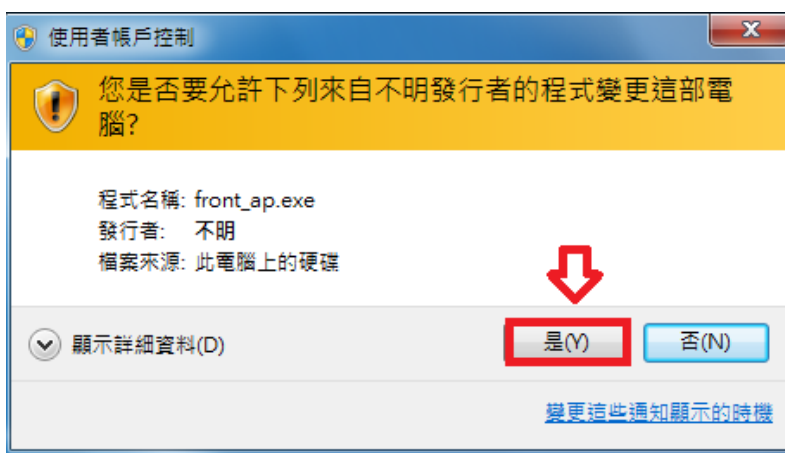 使用者帳戶控制
您是否要允許下列來自不明發行者的程式變更這部電
腦?
程式名稱: front_ap.exe
發行者: 不明
檔案來源: 此電腦上的硬碟
顯示詳細資料(D)
是(Y)
否(N)
變更這些通知顯示的時機